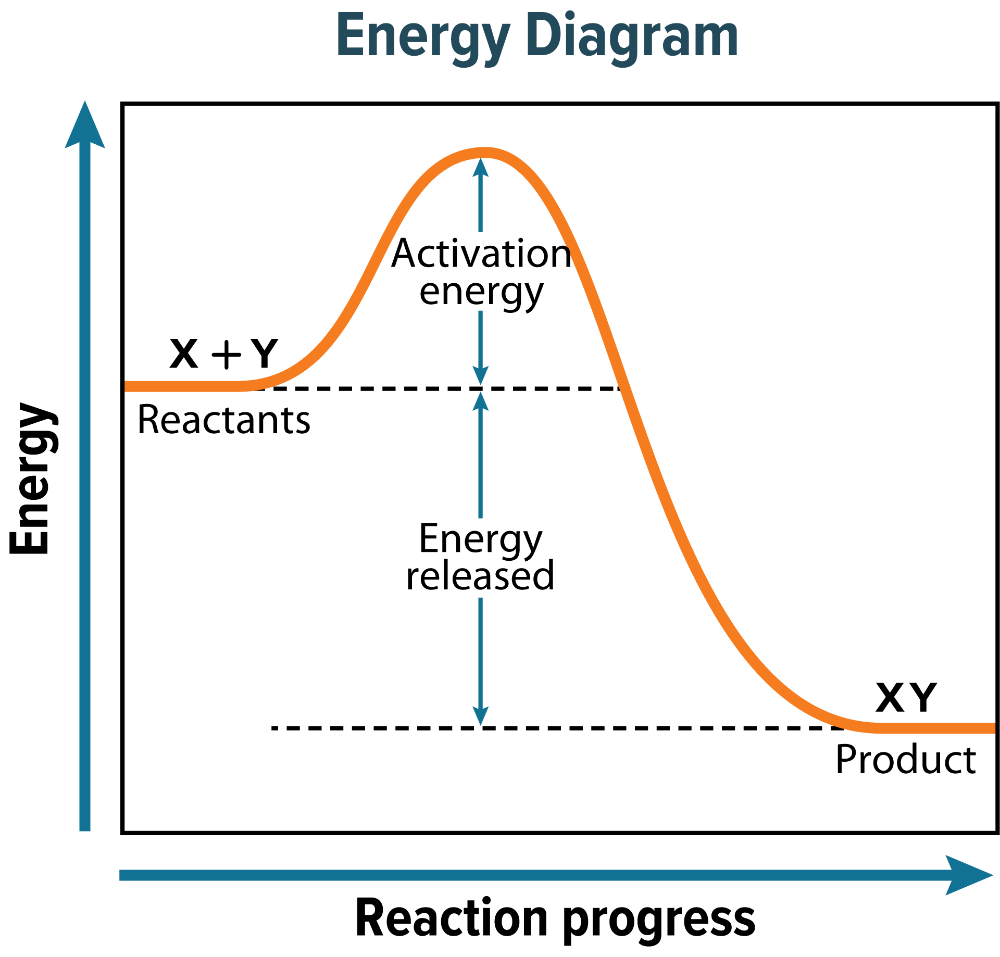 Energy Diagram
Activation
energy
X + Y
Reactants
Energy
Energy
released
XY
Product
Reaction progress